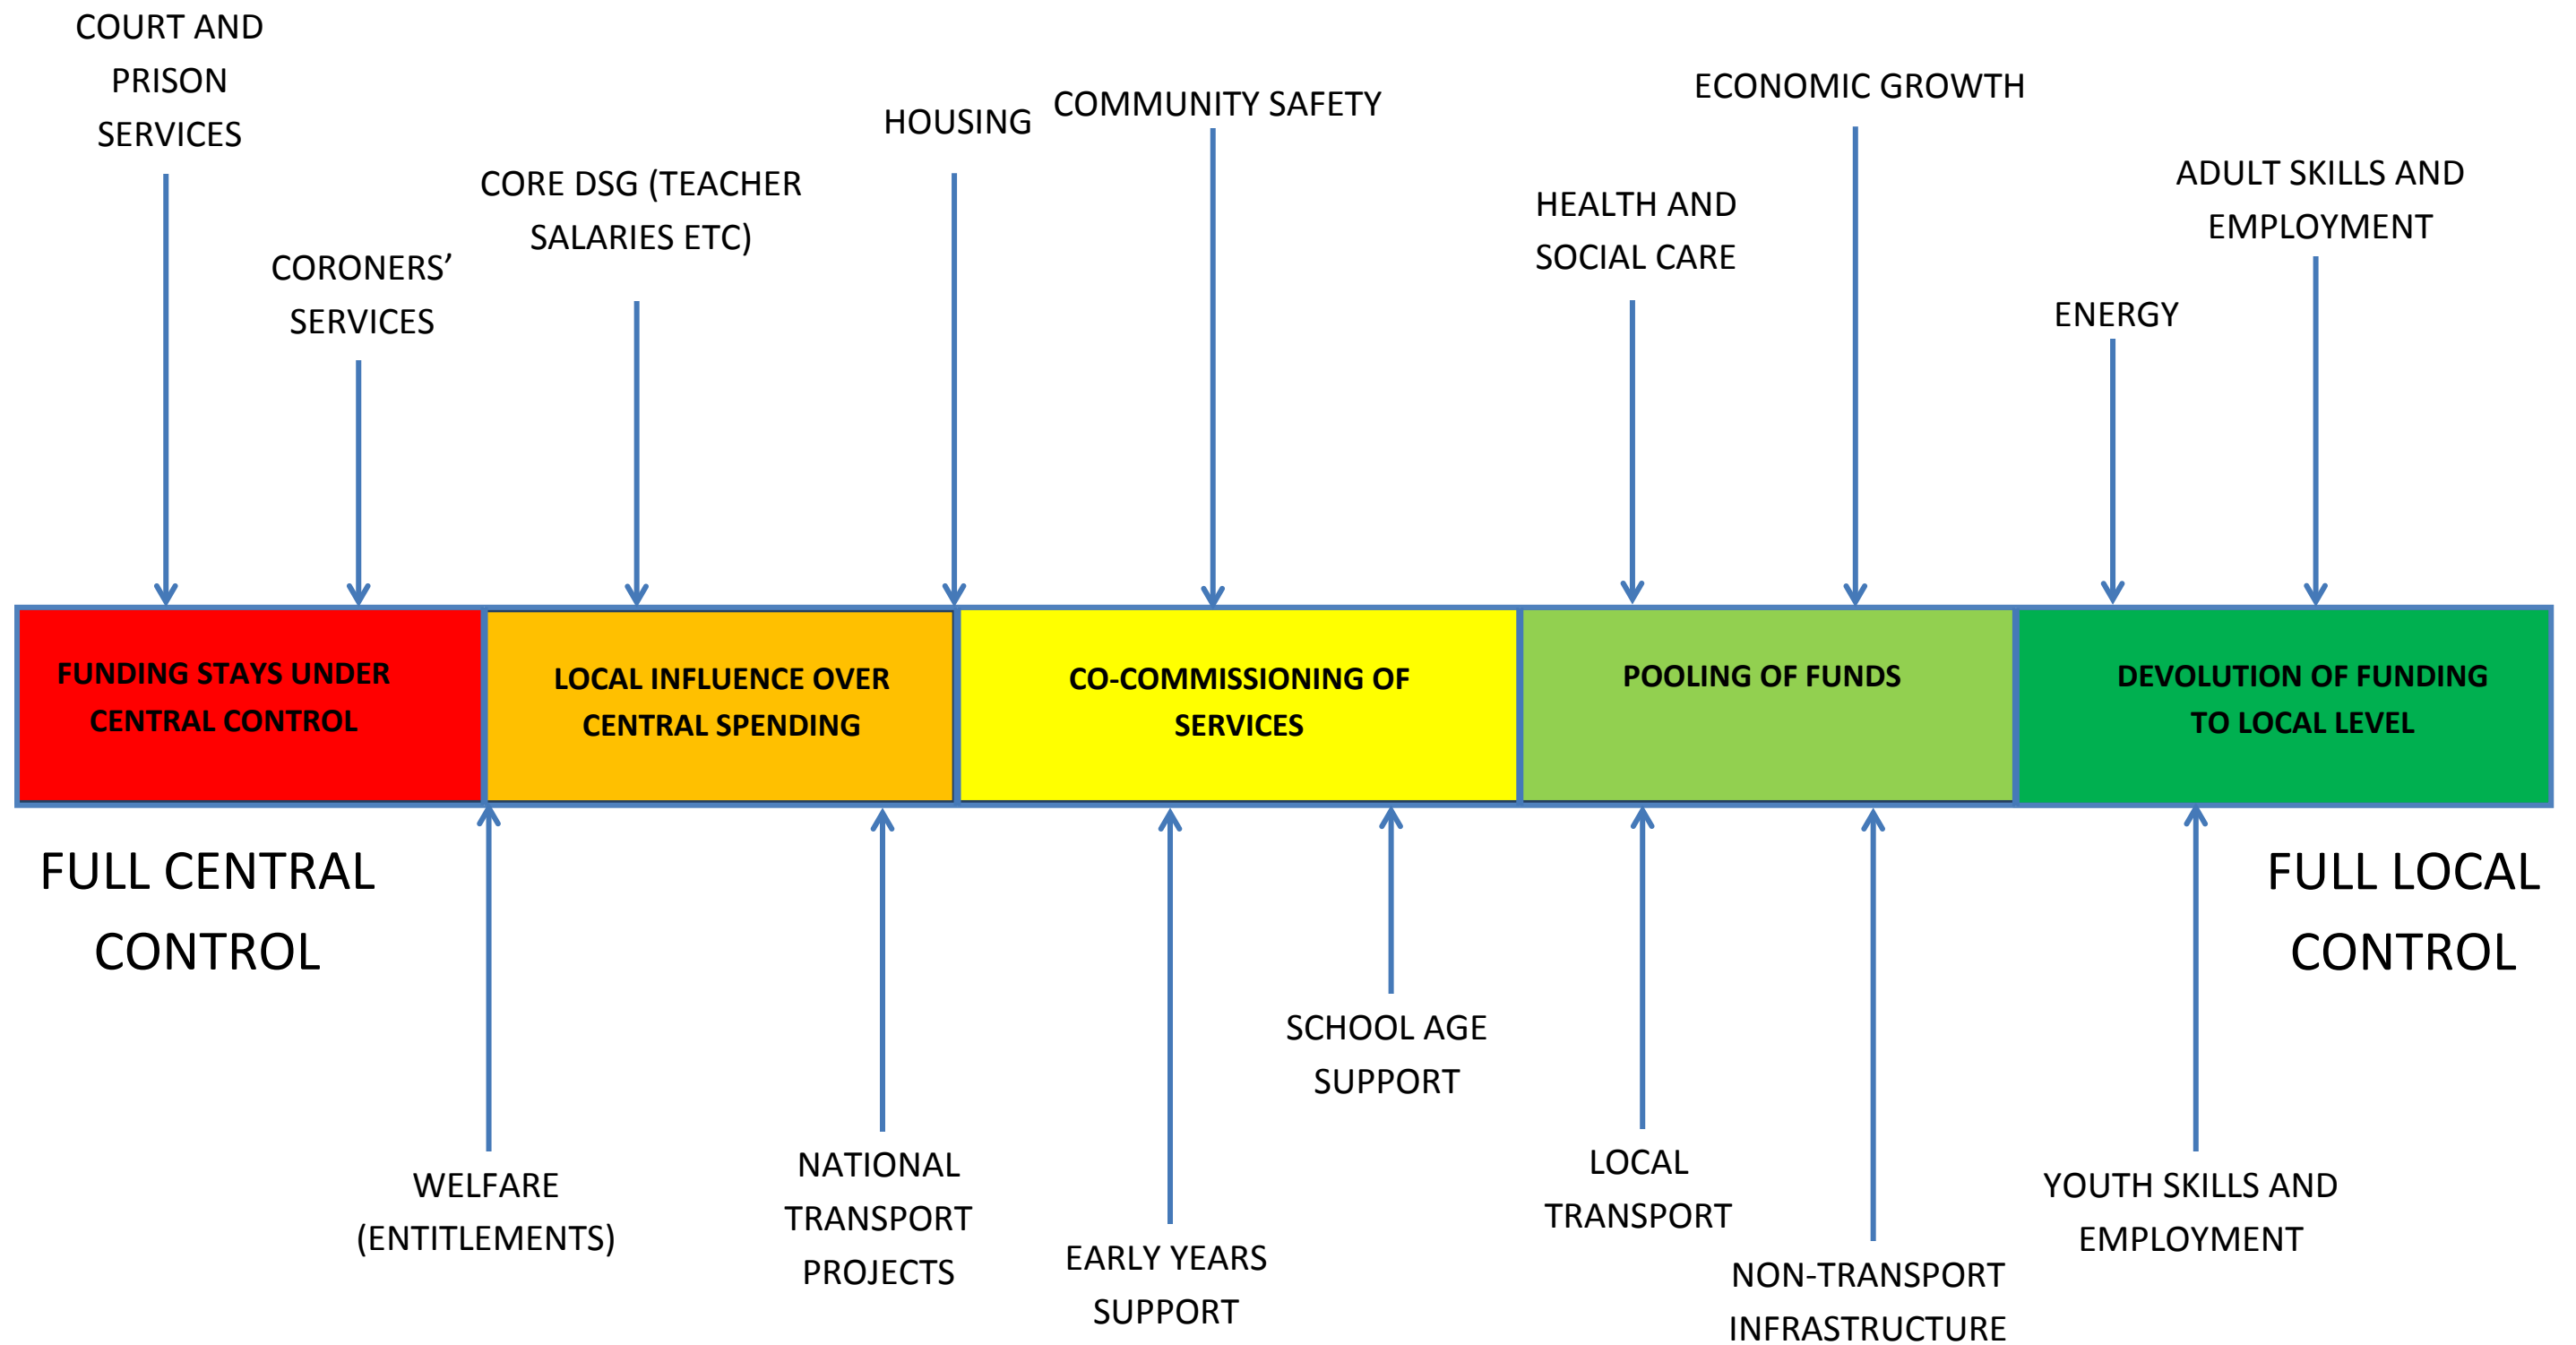 COURT AND
PRISON
SERVICES
CORONERS’
SERVICES
CORE DSG (TEACHER
SALARIES ETC)
HOUSING
COMMUNITY SAFETY
HEALTH AND
SOCIAL CARE
ECONOMIC GROWTH
ENERGY
ADULT SKILLS AND
EMPLOYMENT
FUNDING STAYS UNDER
CENTRAL CONTROL
LOCAL INFLUENCE OVER
CENTRAL SPENDING
CO-COMMISSIONING OF
SERVICES
POOLING OF FUNDS
DEVOLUTION OF FUNDING
TO LOCAL LEVEL
FULL CENTRAL
CONTROL
FULL LOCAL
CONTROL
WELFARE
(ENTITLEMENTS)
NATIONAL
TRANSPORT
PROJECTS
EARLY YEARS
SUPPORT
SCHOOL AGE
SUPPORT
LOCAL
TRANSPORT
NON-TRANSPORT
INFRASTRUCTURE
YOUTH SKILLS AND
EMPLOYMENT